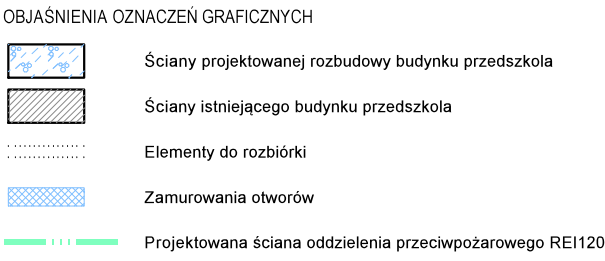 OBJAŚNIENIA OZNACZEŃ GRAFICZNYCH
Ściany projektowanej rozbudowy budynku przedszkola
Ściany istniejącego budynku przedszkola
Elementy do rozbiórki
Zamurowania otworów
Projektowana ściana oddzielenia przeciwpożarowego REI120